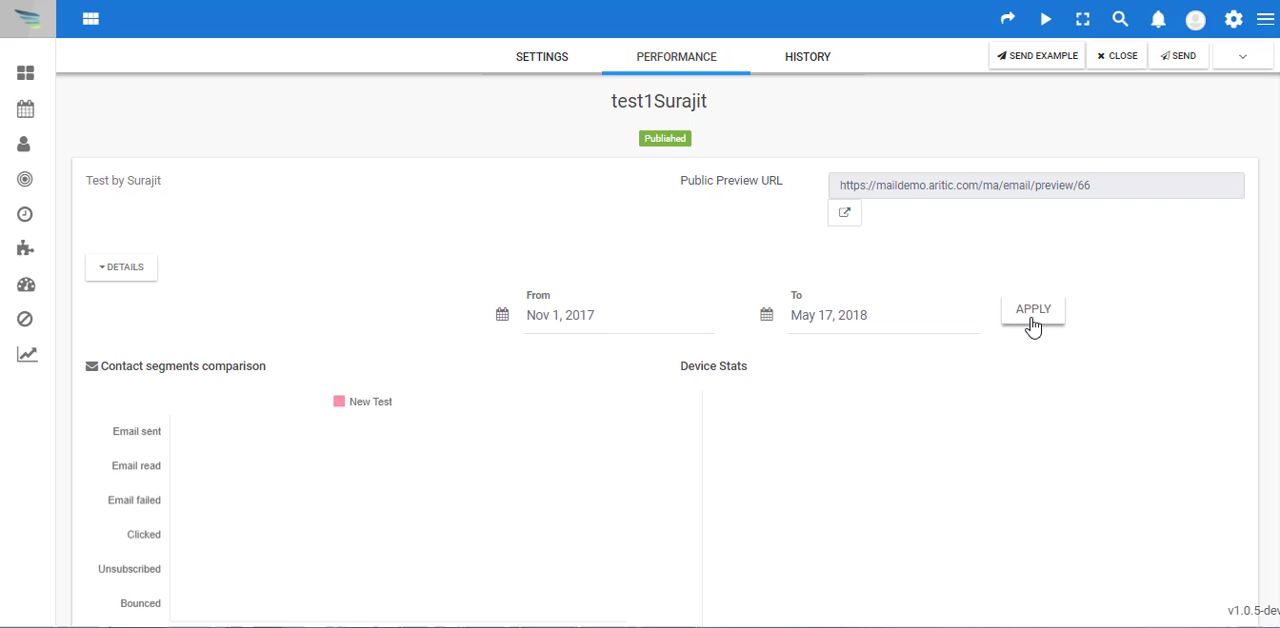 SETTINGS
PERFORMANCE
HISTORY
SEND EXAMPLE
CLOSE
SEND
test1Surajit
Published
Test by Surajit
Public Preview URL
https://maildemo.aritic.com/ma/email/preview/66
DETAILS
From
Nov 1, 2017
To
May 17, 2018
APPLY
Contact segments comparison
Device Stats
New Test
Email sent
Email read
Email failed
Clicked
Unsubscribed
Bounced
v1.0.5-dev